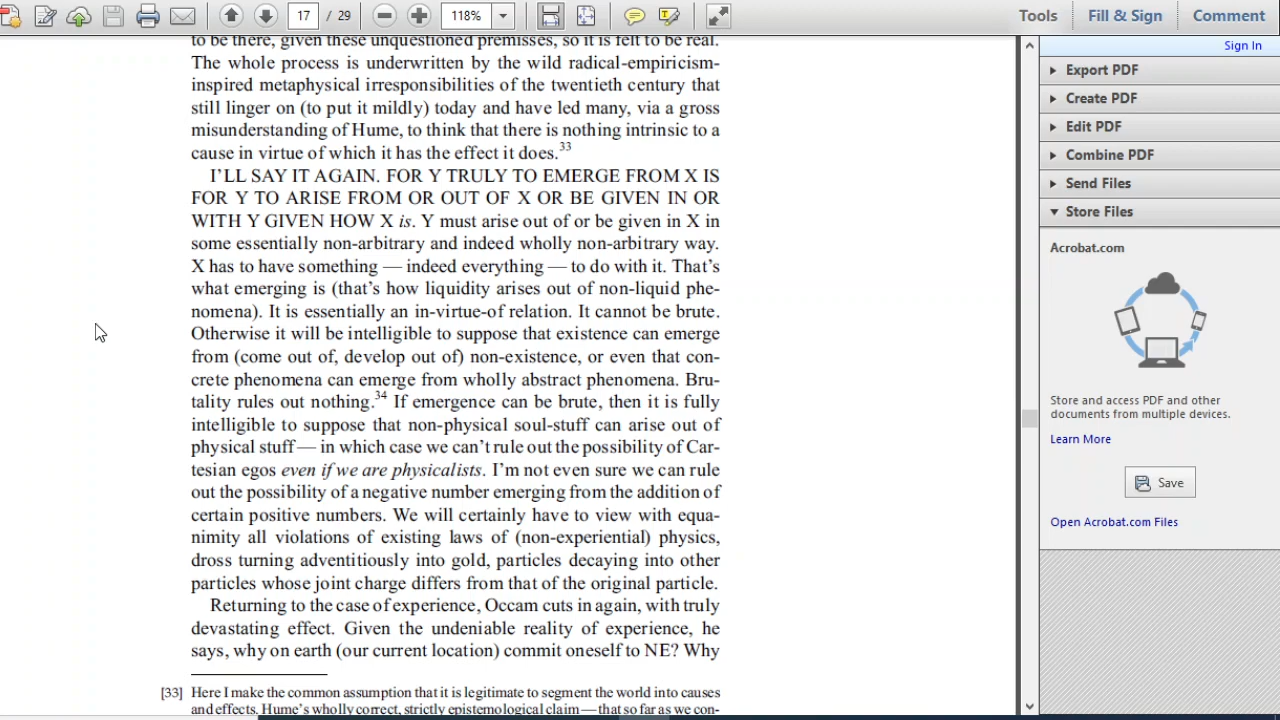 17 / 29
118%
Tools
Fill & Sign
Comment
Sign In
Export PDF
Create PDF
Edit PDF
Combine PDF
Send Files
Store Files
Acrobat.com
Store and access PDF and other
documents from multiple devices.
Learn More
Save
Open Acrobat.com Files
to be there, given these unquestioned premises, so it is felt to be real.
The whole process is underwritten by the wild radical-empiricism-
inspired metaphysical irresponsibilities of the twentieth century that
still linger on (to put it mildly) today and have led many, via a gross
misunderstanding of Hume, to think that there is nothing intrinsic to a
cause in virtue of which it has the effect it does.33
I’LL SAY IT AGAIN. FOR Y TRULY TO EMERGE FROM X IS
FOR Y TO ARISE FROM OR OUT OF X OR BE GIVEN IN OR
WITH Y GIVEN HOW X is. Y must arise out of or be given in X in
some essentially non-arbitrary and indeed wholly non-arbitrary way.
X has to have something — indeed everything — to do with it. That’s
what emerging is (that’s how liquidity arises out of non-liquid phe-
nomena). It is essentially an in-virtue-of relation. It cannot be brute.
Otherwise it will be intelligible to suppose that existence can emerge
from (come out of, develop out of) non-existence, or even that con-
crete phenomena can emerge from wholly abstract phenomena. Bru-
tality rules out nothing.34 If emergence can be brute, then it is fully
intelligible to suppose that non-physical soul-stuff can arise out of
physical stuff — in which case we can’t rule out the possibility of Car-
tesian egos even if we are physicalists. I’m not even sure we can rule
out the possibility of a negative number emerging from the addition of
certain positive numbers. We will certainly have to view with equa-
nimity all violations of existing laws of (non-experiential) physics,
dross turning adventitiously into gold, particles decaying into other
particles whose joint charge differs from that of the original particle.
Returning to the case of experience, Occam cuts in again, with truly
devastating effect. Given the undeniable reality of experience, he
says, why on earth (our current location) commit oneself to NE? Why
[33] Here I make the common assumption that it is legitimate to segment the world into causes
and effects. Hume’s wholly correct, strictly epistemological claim — that so far as we con-